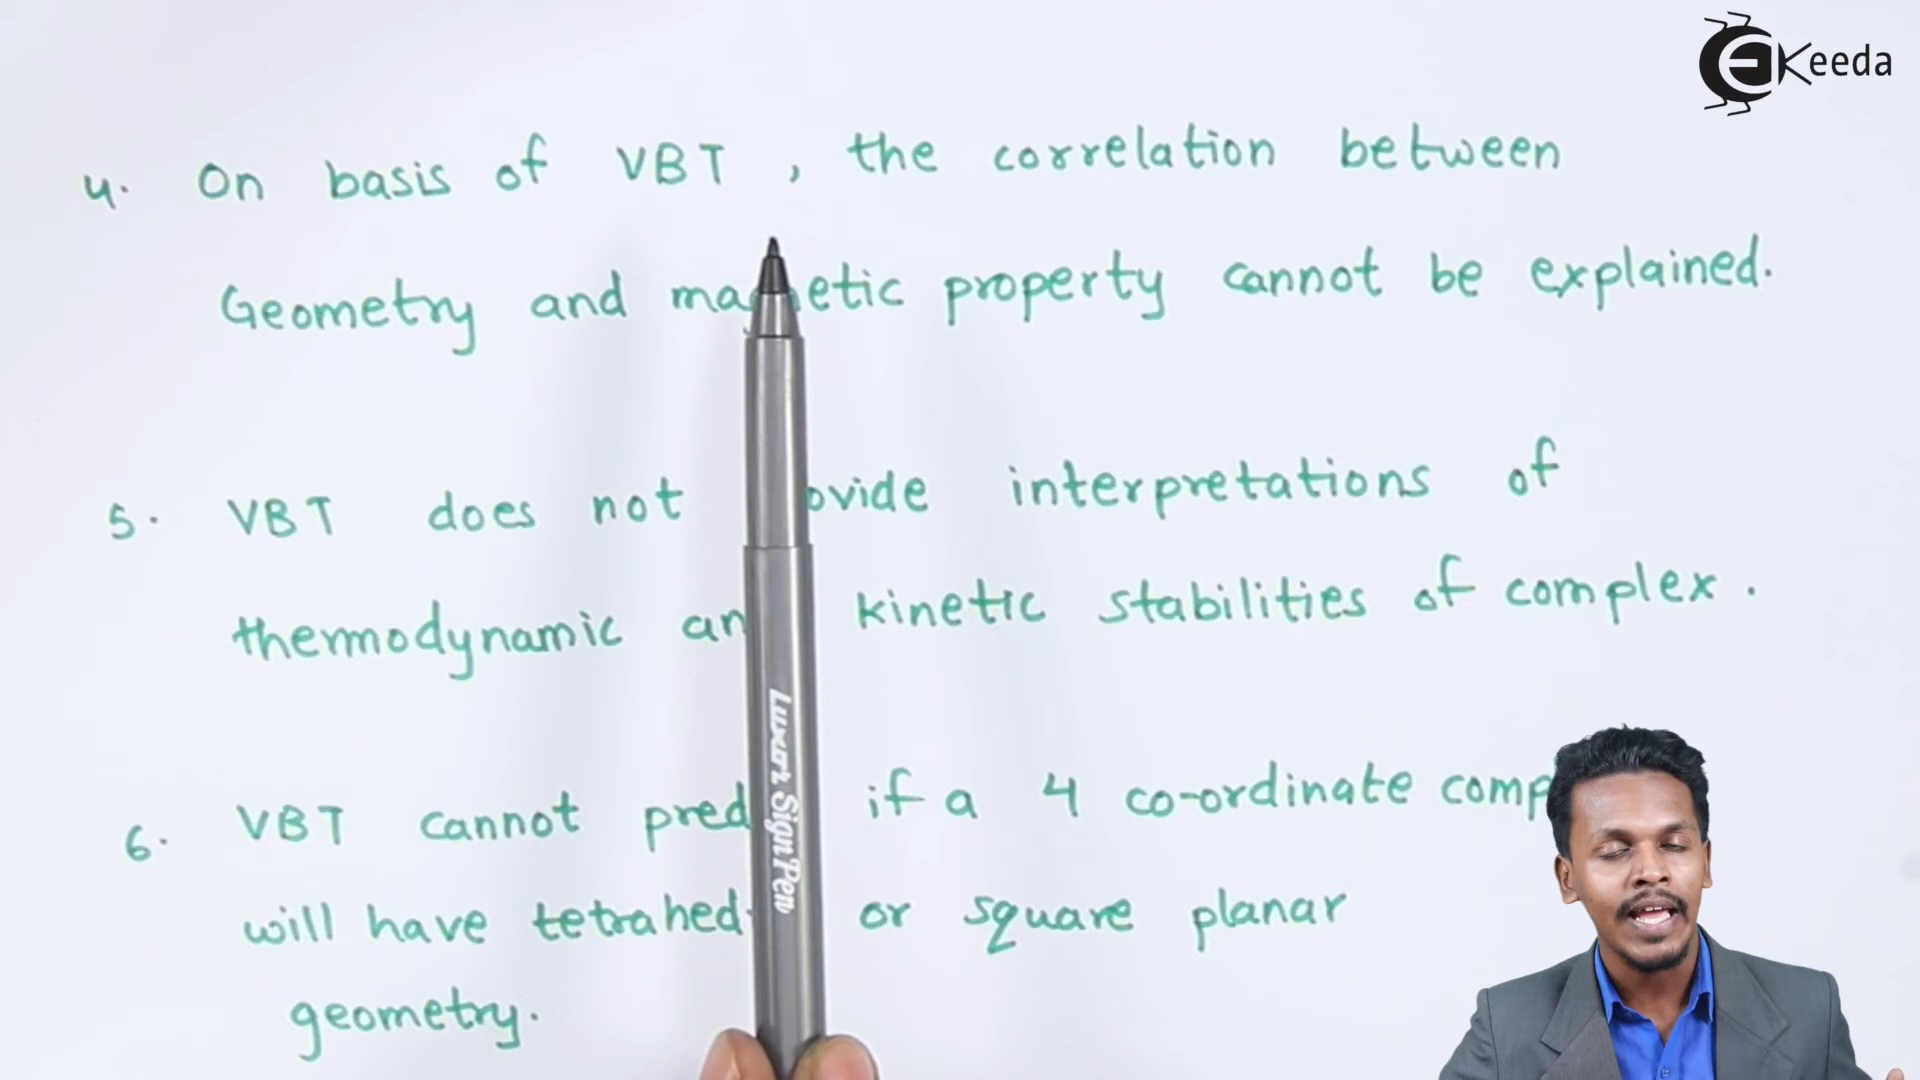 Keeda
4. On basis of VBT, the correlation between
Geometry and magnetic property cannot be explained.
5. VBT does not ovide interpretations of
thermodynamic an kinetic stabilities of complex.
6. VBT cannot pred if a 4 co-ordinate comp
will have tetrahed or square planar
geometry.
Luxor Sign Pen